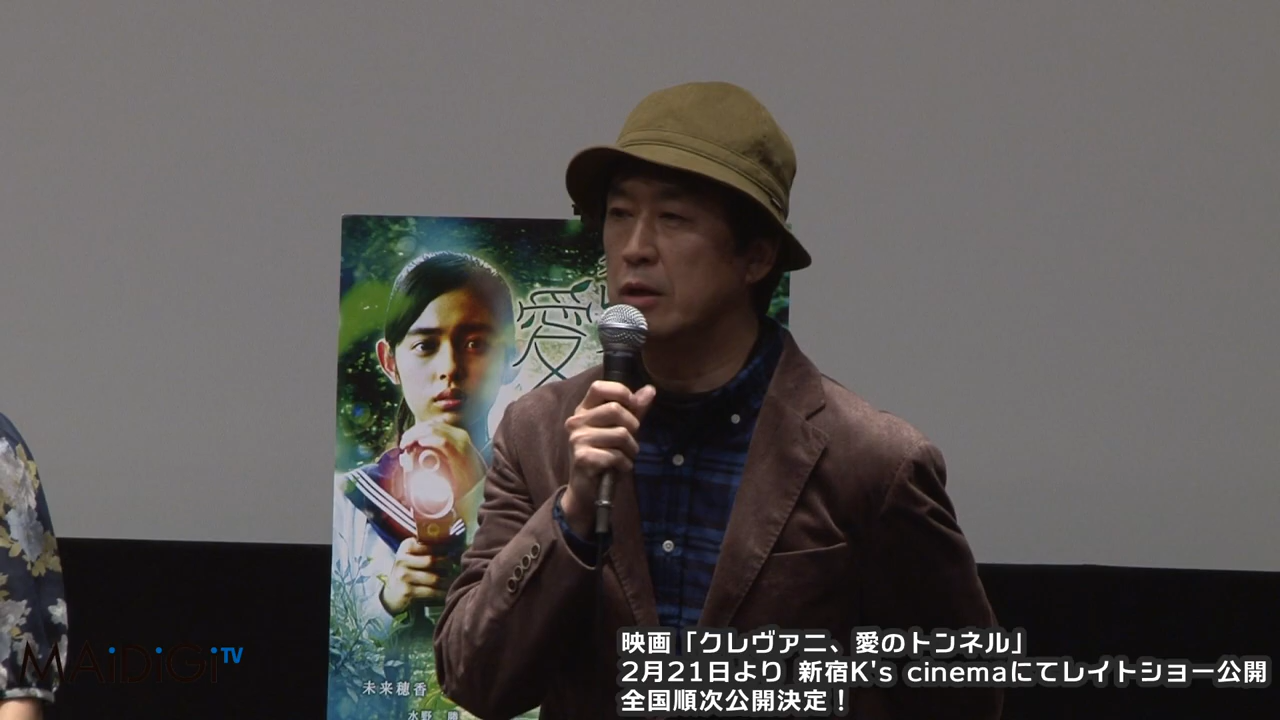 愛
未来穂香
水野 勝
MAiDiGiTV
映画「クレヴァニ、愛のトンネル」
2月21日より 新宿K's cinemaにてレイトショー公開
全国順次公開決定！